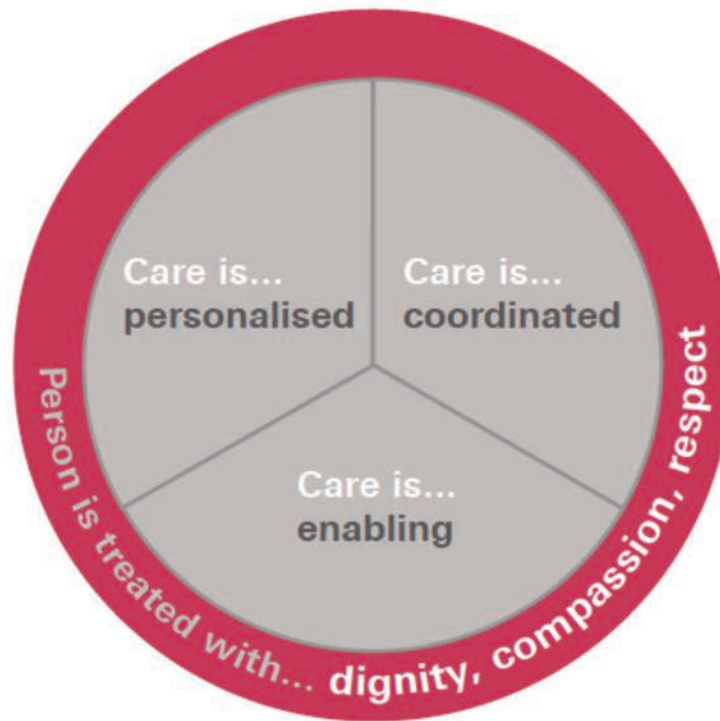 Care is...
personalised
Care is...
coordinated
Care is...
enabling
Person is treated with... dignity, compassion, respect